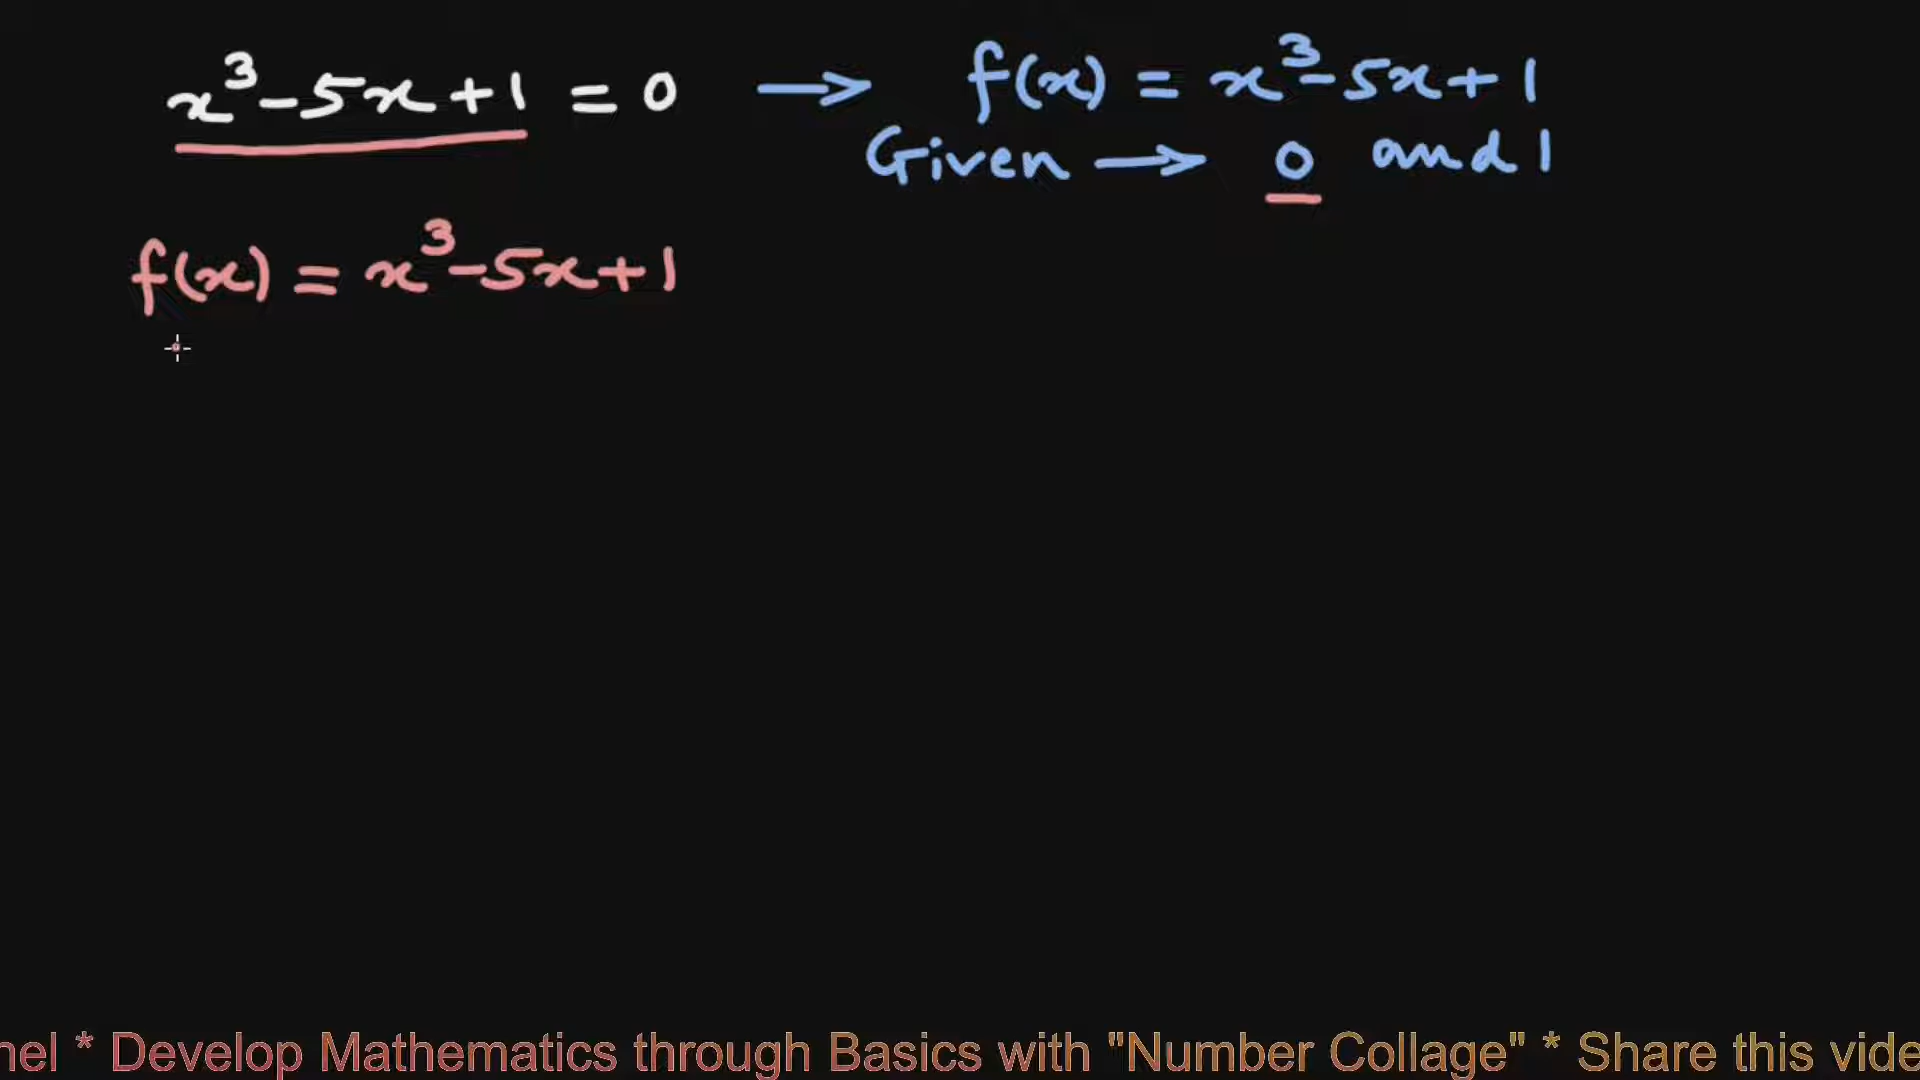 x³-5x+1 = 0 → f(x) = x³-5x+1
Given → 0 and 1
f(x) = x³-5x+1
nel * Develop Mathematics through Basics with "Number Collage" * Share this vide